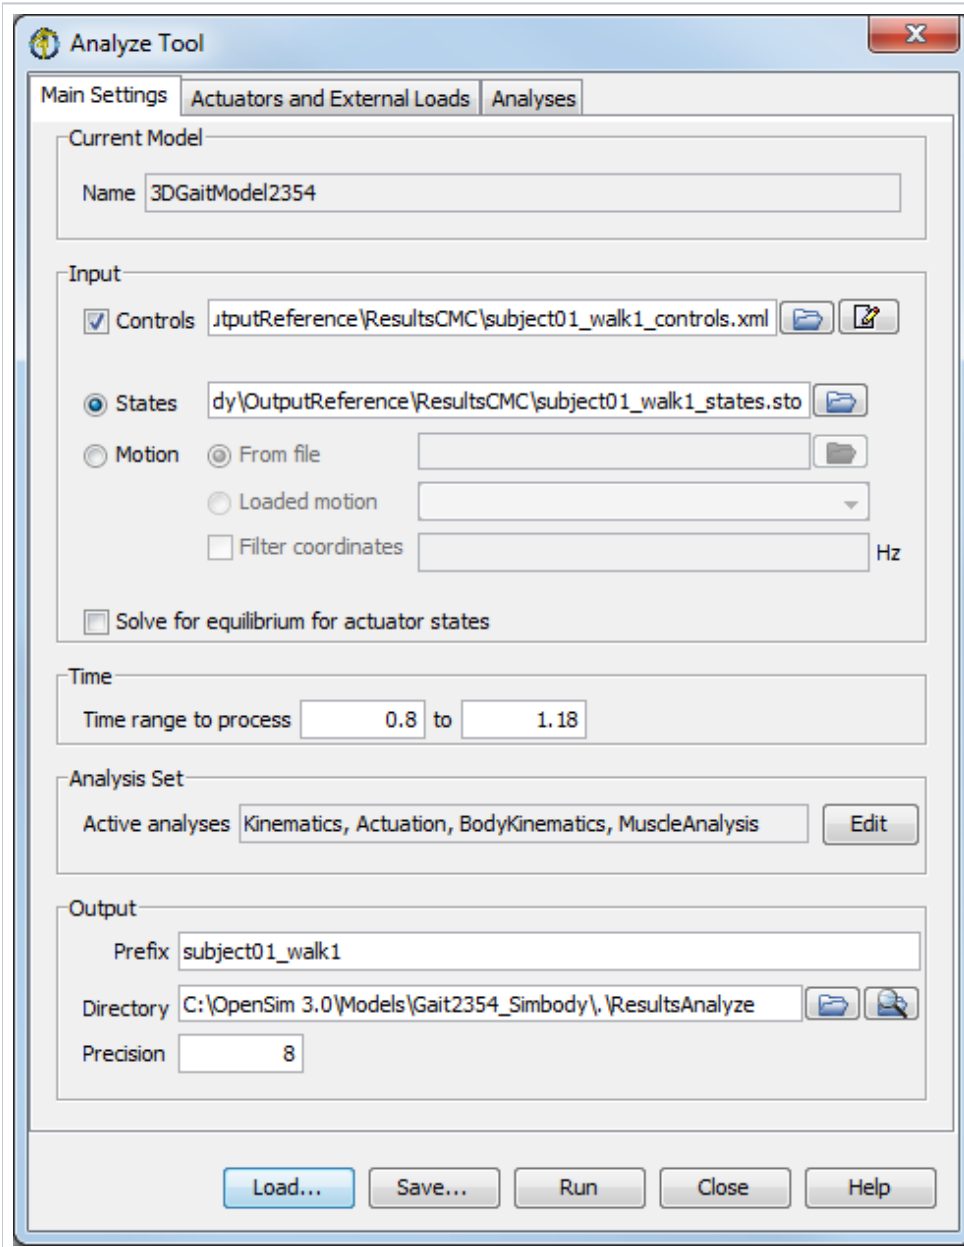 Analyze Tool
Main Settings Actuators and External Loads Analyses
Current Model
Name 3DGaitModel2354
Input
Controls utputReference\ResultsCMC\subject01_walk1_controls.xml
States dy\OutputReference\ResultsCMC\subject01_walk1_states.sto
Motion From file
Loaded motion
Filter coordinates Hz
Solve for equilibrium for actuator states
Time
Time range to process 0.8 to 1.18
Analysis Set
Active analyses Kinematics, Actuation, BodyKinematics, MuscleAnalysis Edit
Output
Prefix subject01_walk1
Directory C:\OpenSim 3.0\Models\Gait2354_Simbody\.\ResultsAnalyze
Precision 8
Load... Save... Run Close Help